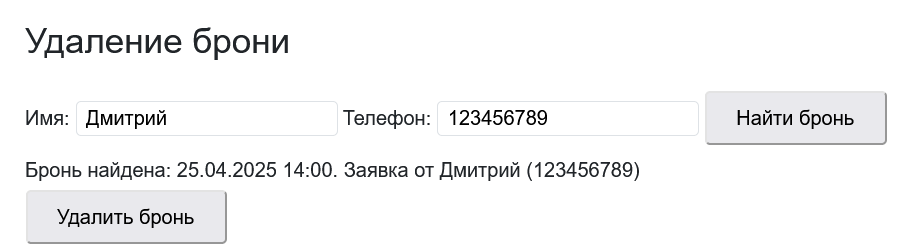 Удаление брони
Имя: Дмитрий Телефон: 123456789 Найти бронь
Бронь найдена: 25.04.2025 14:00. Заявка от Дмитрий (123456789)
Удалить бронь